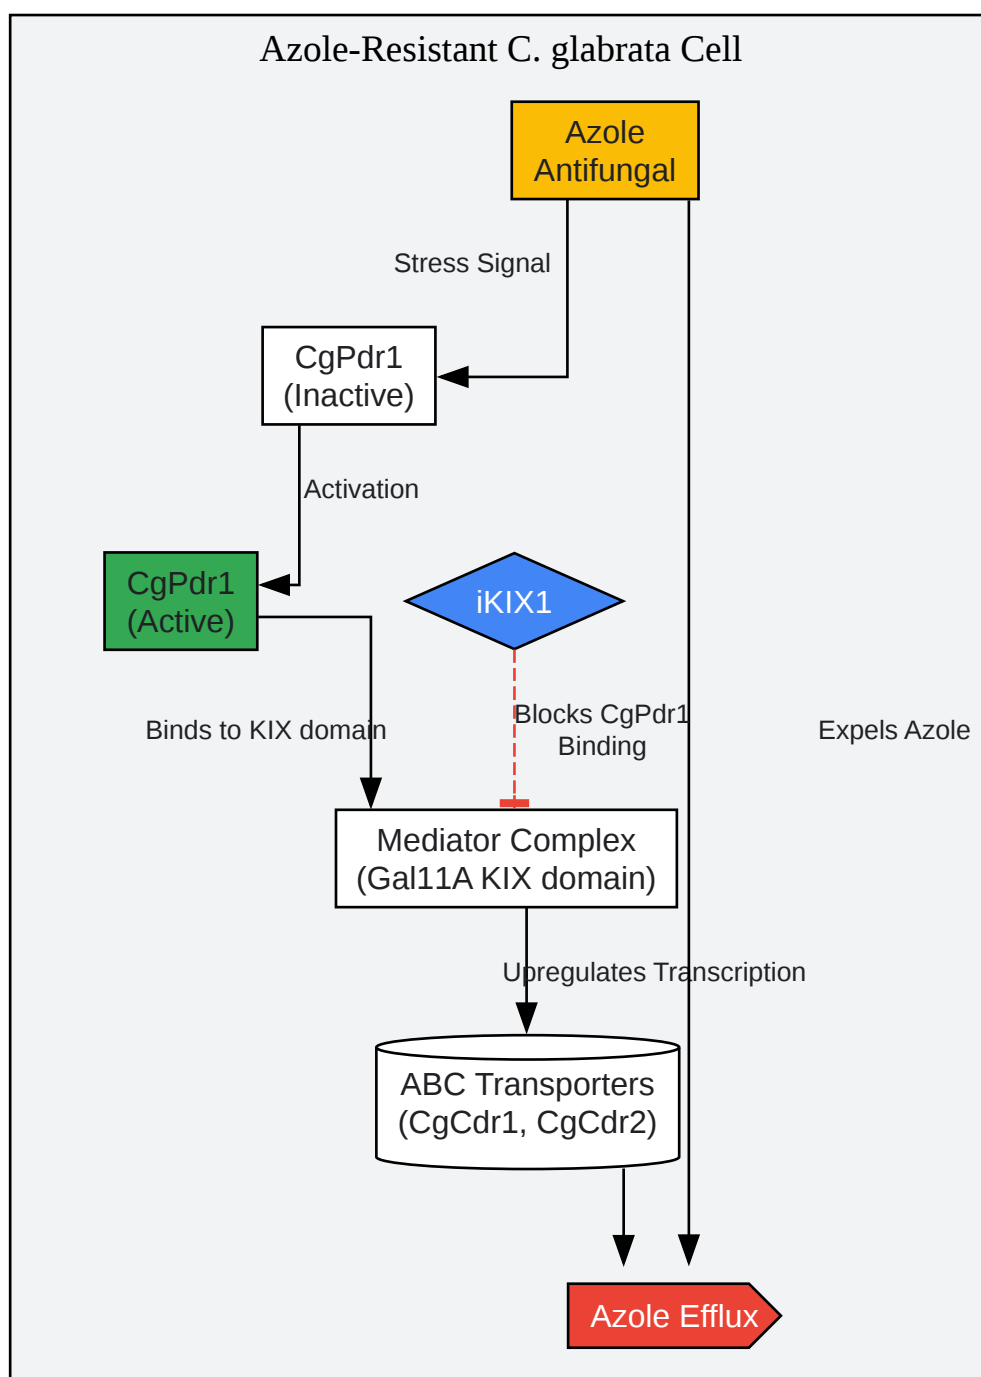 Azole-Resistant C. glabrata Cell
Azole
Antifungal
Stress Signal
CgPdr1
(Inactive)
Activation
CgPdr1
(Active)
iKIX1
Binds to KIX domain
Blocks CgPdr1
Binding
Expels Azole
Mediator Complex
(Gal11A KIX domain)
Upregulates Transcription
ABC Transporters
(CgCdr1, CgCdr2)
Azole Efflux